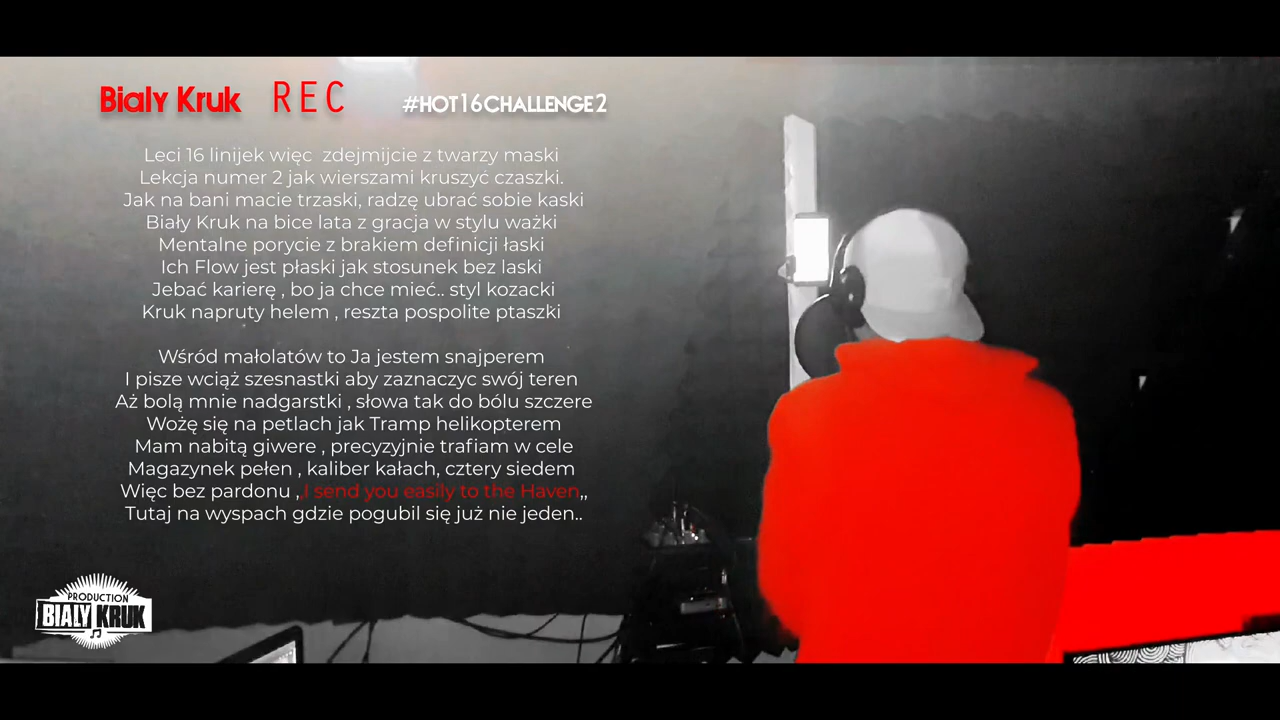 Bialy Kruk REC #HOT16CHALLENGE2
Leci 16 linijek więc zdejmijcie z twarzy maski
Lekcja numer 2 jak wierszami kruszyć czaszki.
Jak na bani macie trzaski, radzę ubrać sobie kaski
Biały Kruk na bice lata z gracja w stylu ważki
Mentalne porycie z brakiem definicji łaski
Ich Flow jest płaski jak stosunek bez laski
Jebać karierę , bo ja chce mieć.. styl kozacki
Kruk napruty helem , reszta pospolite ptaszki
Wśród małolatów to Ja jestem snajperem
I pisze wciąż szesnastki aby zaznaczyc swój teren
Aż bolą mnie nadgarstki , słowa tak do bólu szczere
Wożę się na petlach jak Tramp helikopterem
Mam nabitą giwere , precyzyjnie trafiam w cele
Magazynek pełen , kaliber kałach, cztery siedem
Więc bez pardonu ,,I send you easily to the Haven,,
Tutaj na wyspach gdzie pogubil się już nie jeden..
PRODUCTION
BIALY KRUK